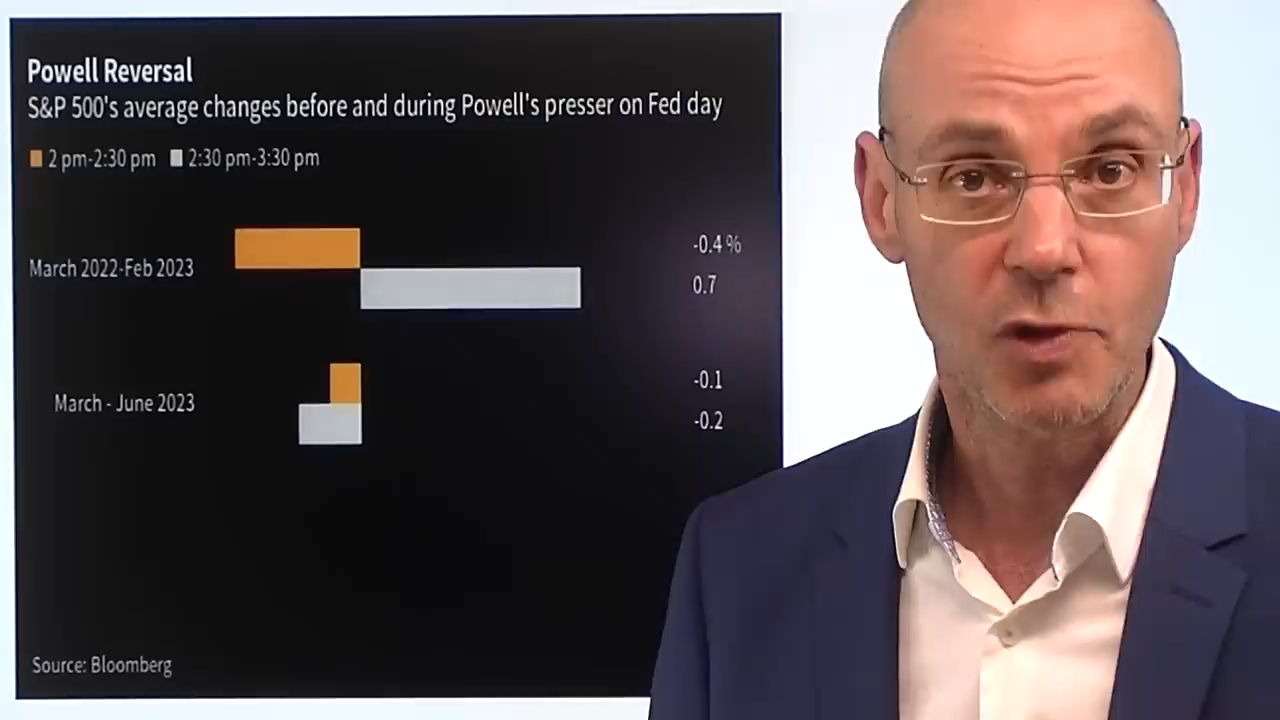 Powell Reversal
S&P 500's average changes before and during Powell's presser on Fed day
2 pm-2:30 pm 2:30 pm-3:30 pm
March 2022-Feb 2023
-0.4 %
0.7
March - June 2023
-0.1
-0.2
Source: Bloomberg